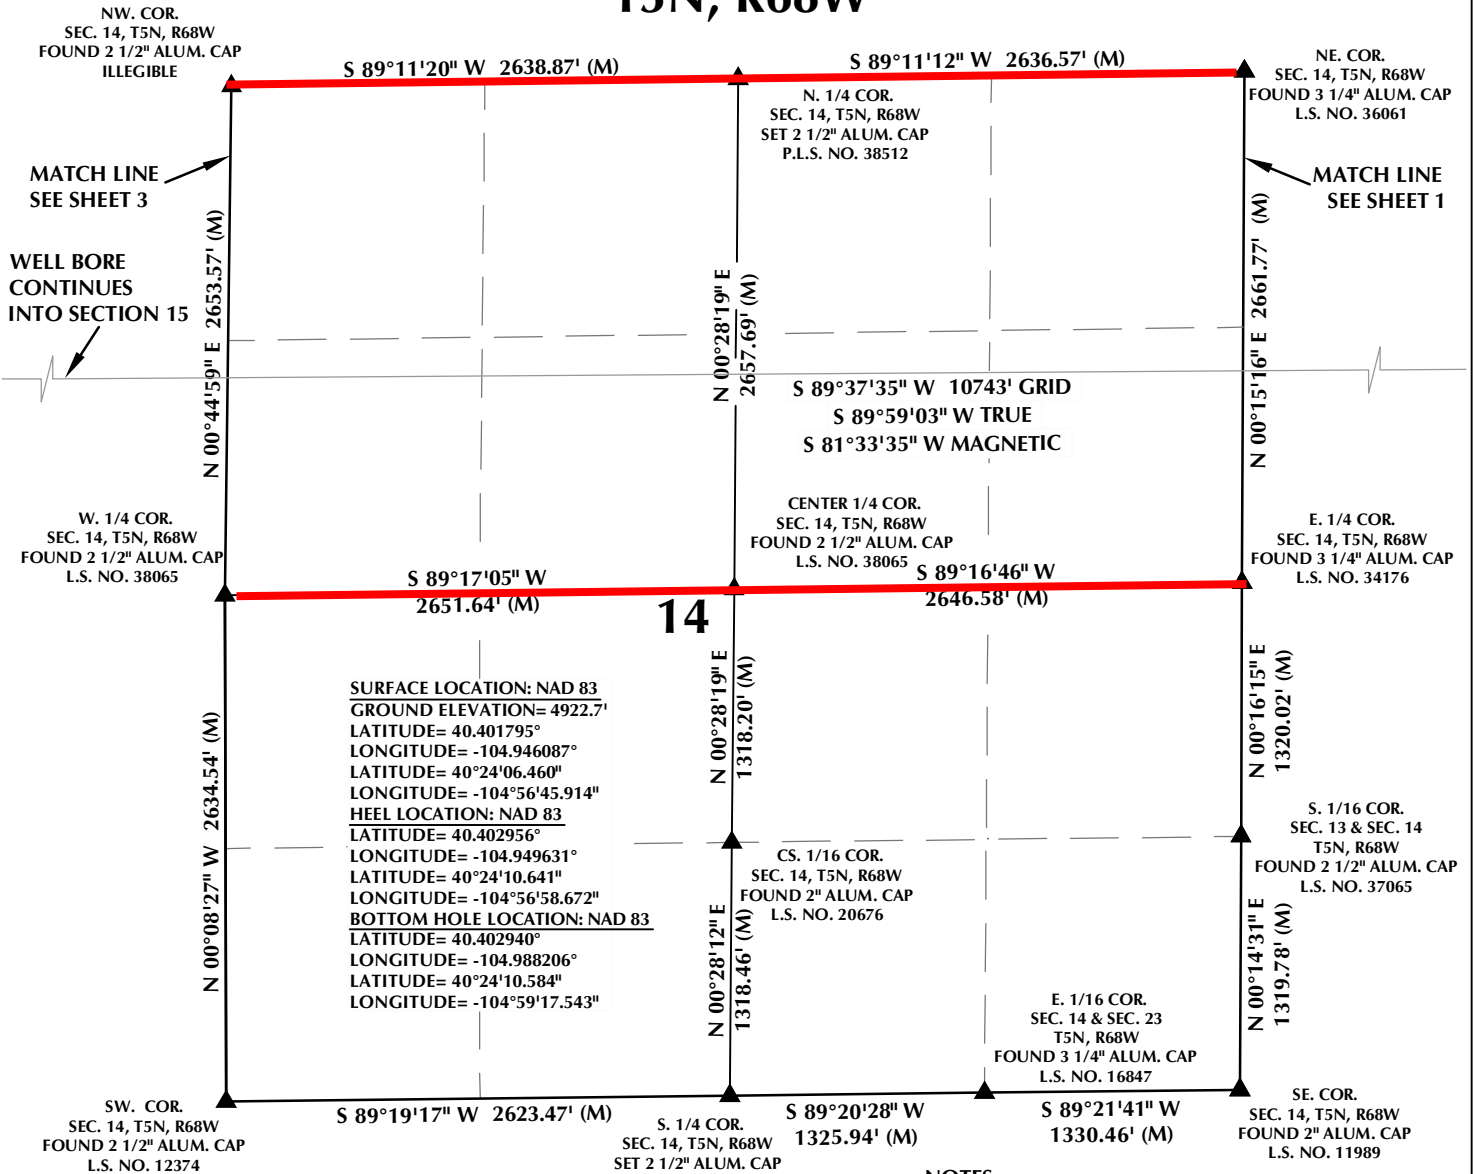 T5N, R68W
NW. COR.
SEC. 14, T5N, R68W
FOUND 2 1/2" ALUM. CAP
ILLEGIBLE
S 89°11'20" W 2638.87' (M)
S 89°11'12" W 2636.57' (M)
NE. COR.
SEC. 14, T5N, R68W
FOUND 3 1/4" ALUM. CAP
L.S. NO. 36061
N. 1/4 COR.
SEC. 14, T5N, R68W
SET 2 1/2" ALUM. CAP
P.L.S. NO. 38512
MATCH LINE
SEE SHEET 3
MATCH LINE
SEE SHEET 1
WELL BORE
CONTINUES
INTO SECTION 15
N 00°44'59" E 2653.57' (M)
N 00°28'19" E
2657.69' (M)
N 00°15'16" E 2661.77' (M)
S 89°37'35" W 10743' GRID
S 89°59'03" W TRUE
S 81°33'35" W MAGNETIC
W. 1/4 COR.
SEC. 14, T5N, R68W
FOUND 2 1/2" ALUM. CAP
L.S. NO. 38065
CENTER 1/4 COR.
SEC. 14, T5N, R68W
FOUND 2 1/2" ALUM. CAP
L.S. NO. 38065
E. 1/4 COR.
SEC. 14, T5N, R68W
FOUND 3 1/4" ALUM. CAP
L.S. NO. 34176
S 89°17'05" W
2651.64' (M)
S 89°16'46" W
2646.58' (M)
14
SURFACE LOCATION: NAD 83
GROUND ELEVATION= 4922.7'
LATITUDE= 40.401795°
LONGITUDE= -104.946087°
LATITUDE= 40°24'06.460"
LONGITUDE= -104°56'45.914"
HEEL LOCATION: NAD 83
LATITUDE= 40.402956°
LONGITUDE= -104.949631°
LATITUDE= 40°24'10.641"
LONGITUDE= -104°56'58.672"
BOTTOM HOLE LOCATION: NAD 83
LATITUDE= 40.402940°
LONGITUDE= -104.988206°
LATITUDE= 40°24'10.584"
LONGITUDE= -104°59'17.543"
N 00°08'27" W 2634.54' (M)
N 00°28'19" E
1318.20' (M)
N 00°16'15" E
1320.02' (M)
S. 1/16 COR.
SEC. 13 & SEC. 14
T5N, R68W
FOUND 2 1/2" ALUM. CAP
L.S. NO. 37065
CS. 1/16 COR.
SEC. 14, T5N, R68W
FOUND 2" ALUM. CAP
L.S. NO. 20676
N 00°28'12" E
1318.46' (M)
N 00°14'31" E
1319.78' (M)
E. 1/16 COR.
SEC. 14 & SEC. 23
T5N, R68W
FOUND 3 1/4" ALUM. CAP
L.S. NO. 16847
SW. COR.
SEC. 14, T5N, R68W
FOUND 2 1/2" ALUM. CAP
L.S. NO. 12374
S 89°19'17" W 2623.47' (M)
S. 1/4 COR.
SEC. 14, T5N, R68W
SET 2 1/2" ALUM. CAP
S 89°20'28" W
1325.94' (M)
S 89°21'41" W
1330.46' (M)
SE. COR.
SEC. 14, T5N, R68W
FOUND 2" ALUM. CAP
L.S. NO. 11989
NOTES